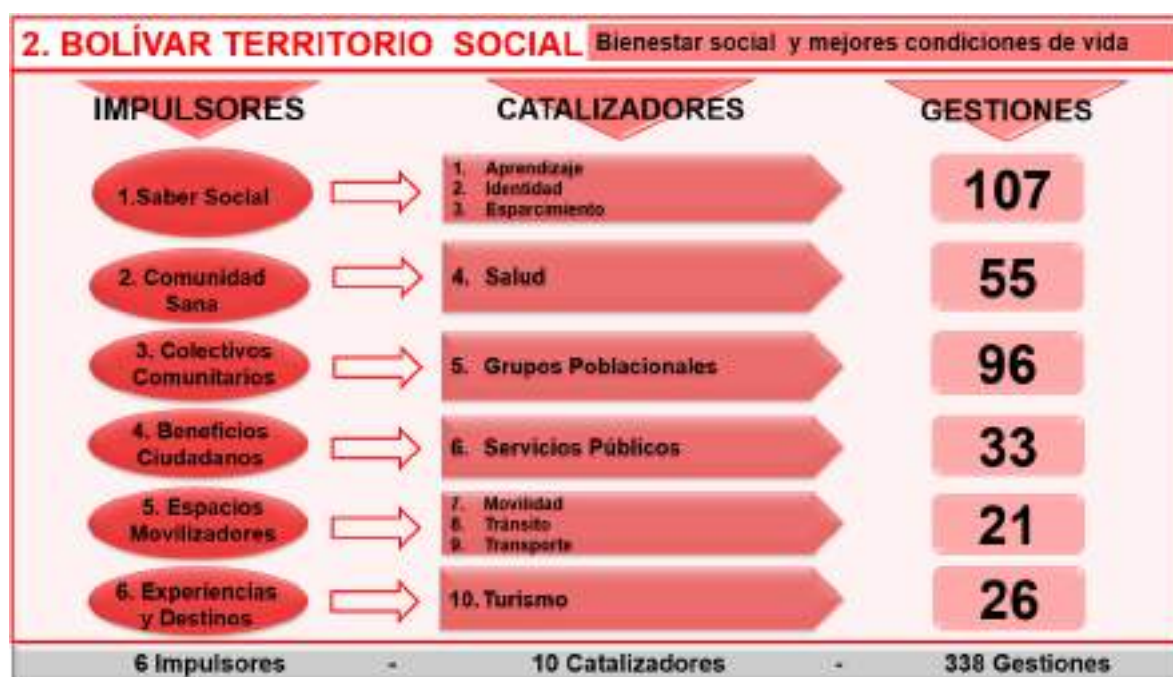 2. BOLÍVAR TERRITORIO SOCIAL Bienestar social y mejores condiciones de vida
IMPULSORES CATALIZADORES GESTIONES
1.Saber Social
1. Aprendizaje
2. Identidad
3. Esparcimiento
107
2. Comunidad
Sana
4. Salud
55
3. Colectivos
Comunitarios
5. Grupos Poblacionales
96
4. Beneficios
Ciudadanos
6. Servicios Públicos
33
5. Espacios
Movilizadores
7. Movilidad
8. Tránsito
9. Transporte
21
6. Experiencias
y Destinos
10. Turismo
26
6 Impulsores - 10 Catalizadores - 338 Gestiones